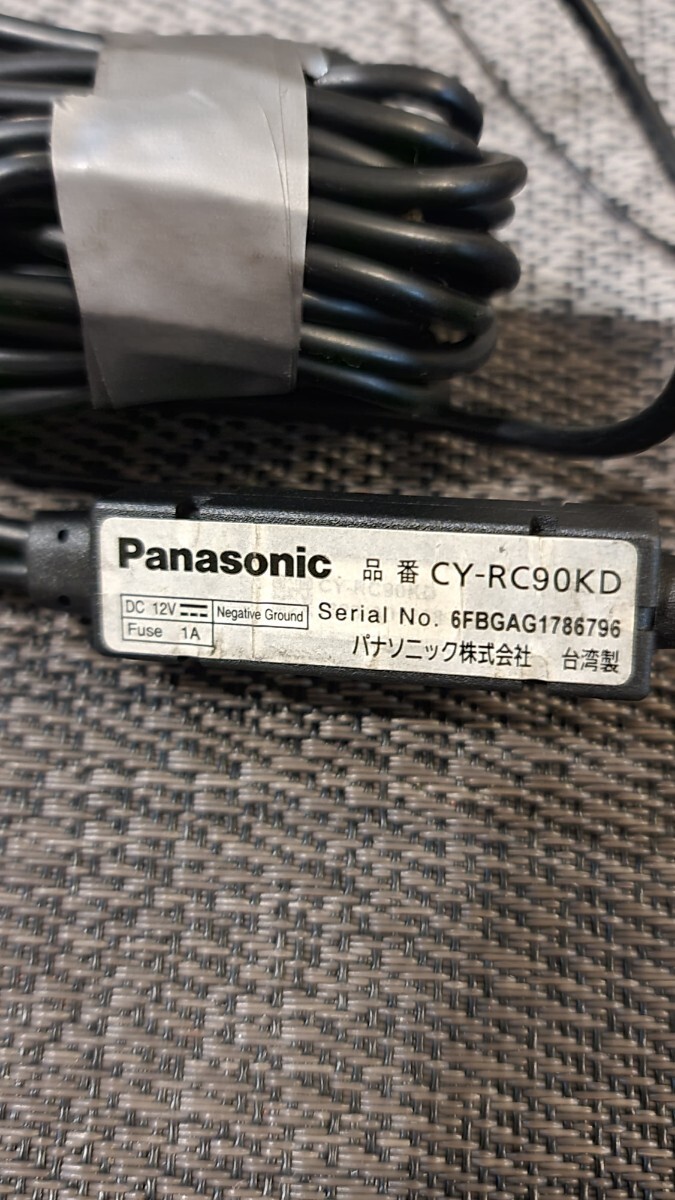 Panasonic 品番 CY-RC90KD
DC 12V Negative Ground Serial No. 6FBGAG1786796
Fuse 1A
パナソニック株式会社 台湾製